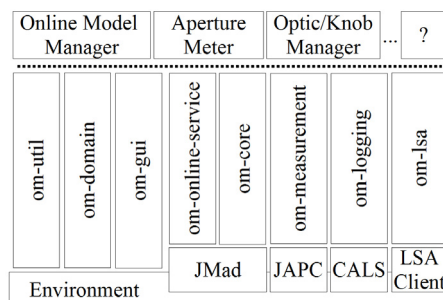 Online Model
Manager
Aperture
Meter
Optic/Knob
Manager
...
?
om-util
om-domain
om-gui
om-online-service
om-core
om-measurement
om-logging
om-lsa
JMad
JAPC
CALS
LSA
Client
Environment